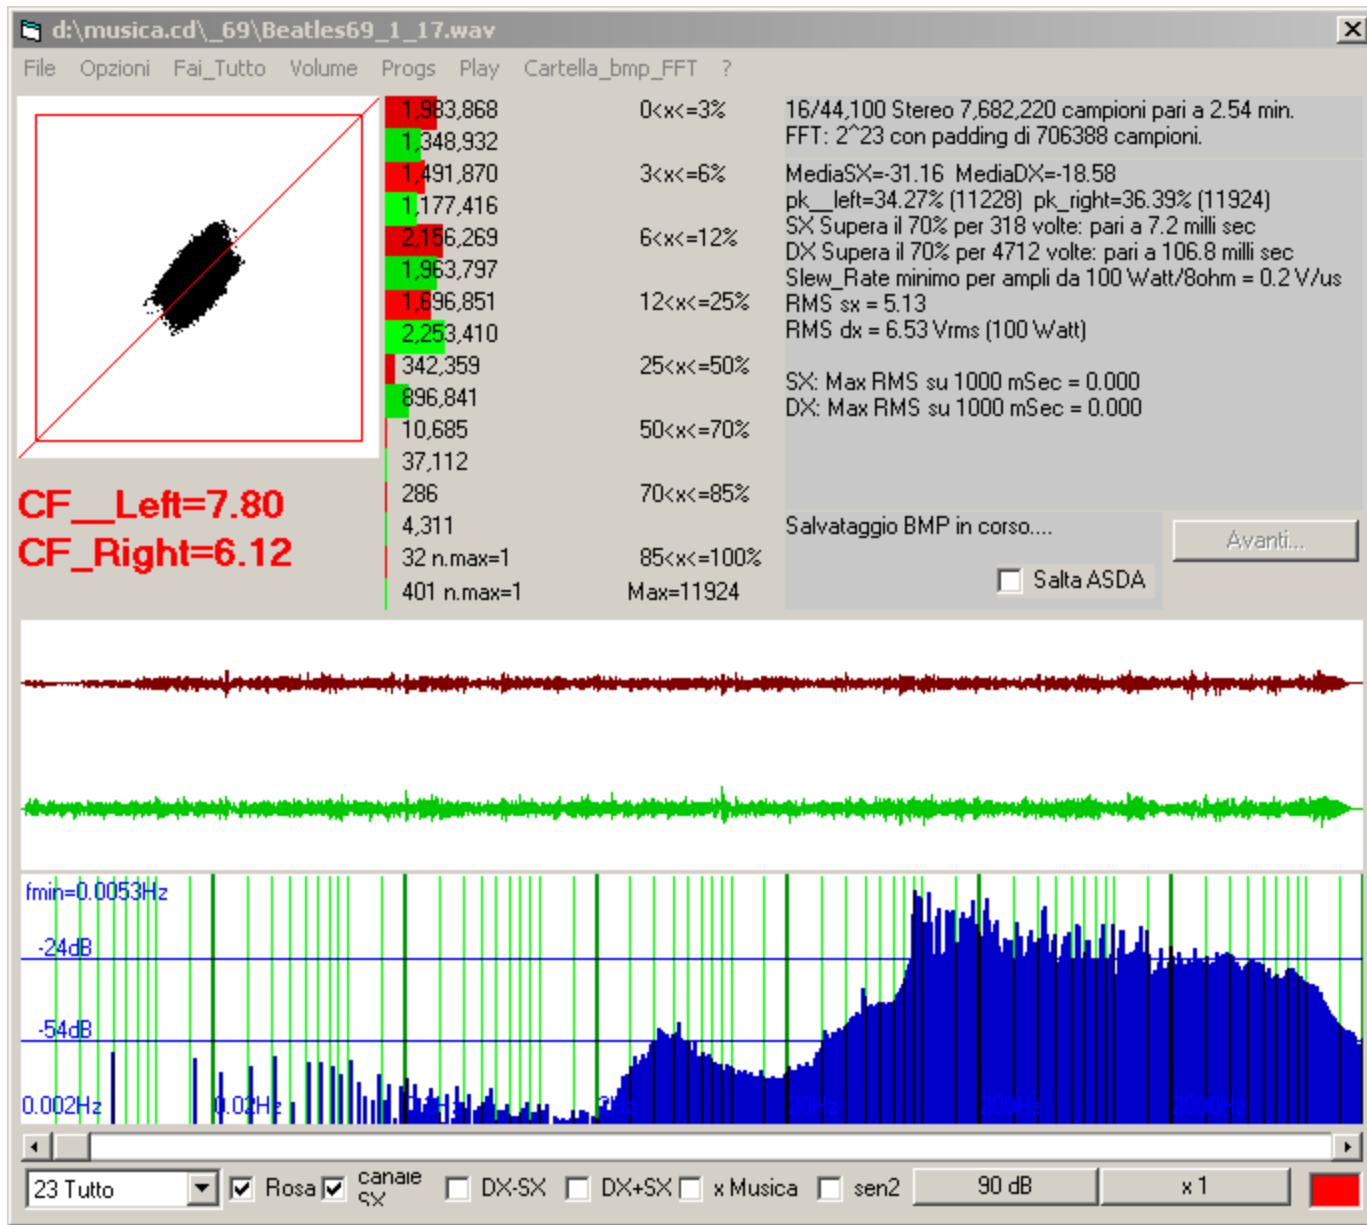 d:\musica.cd\_69\Beatles69_1_17.wav
File Opzioni Fai_Tutto Volume Progs Play Cartella_bmp_FFT ?
1,983,868 0<x<=3%
1,348,932
1,491,870 3<x<=6%
1,177,416
2,156,269 6<x<=12%
1,963,797
1,696,851 12<x<=25%
2,253,410
342,359 25<x<=50%
896,841
10,685 50<x<=70%
37,112
286 70<x<=85%
4,311
32 n.max=1 85<x<=100%
401 n.max=1 Max=11924
16/44,100 Stereo 7,682,220 campioni pari a 2.54 min.
FFT: 2^23 con padding di 706388 campioni.
MediaSX=-31.16 MediaDX=-18.58
pk__left=34.27% (11228) pk_right=36.39% (11924)
SX Supera il 70% per 318 volte: pari a 7.2 milli sec
DX Supera il 70% per 4712 volte: pari a 106.8 milli sec
Slew_Rate minimo per ampli da 100 Watt/8ohm = 0.2 V/us
RMS sx = 5.13
RMS dx = 6.53 Vrms (100 Watt)
SX: Max RMS su 1000 mSec = 0.000
DX: Max RMS su 1000 mSec = 0.000
CF__Left=7.80
CF_Right=6.12
Salvataggio BMP in corso....
Avanti...
Salta ASDA
fmin=0.0053Hz
-24dB
-54dB
0.002Hz 0.02Hz 2Hz 20Hz 200Hz 2000Hz
23 Tutto Rosa canale SX DX-SX DX+SX x Musica sen2 90 dB x 1